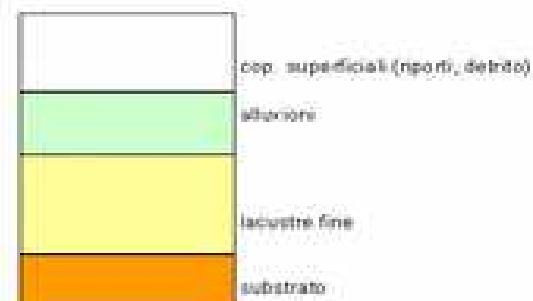 cop. superficiali (riporti, detrito)
alluvioni
lacustre fine
substrato